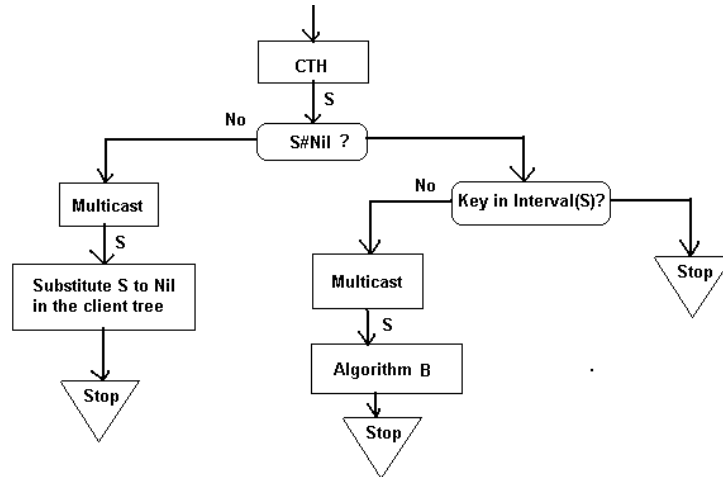 CTH
S
No
S#Nil ?
No
Multicast
Key in Interval(S)?
S
Substitute S to Nil
in the client tree
Multicast
Stop
S
Algorithm B
Stop
Stop